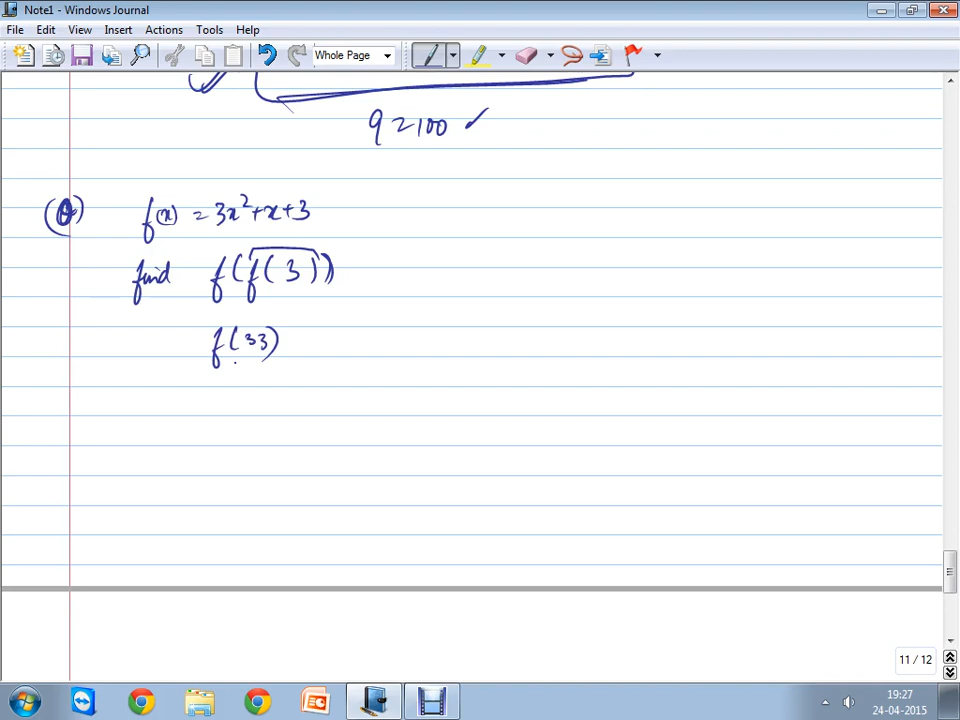 Note1 - Windows Journal
File Edit View Insert Actions Tools Help
Whole Page
9 = 100 ✓
(Q) f(x) = 3x²+x+3
find f(f(3))
f(33)
11 / 12
19:27
24-04-2015